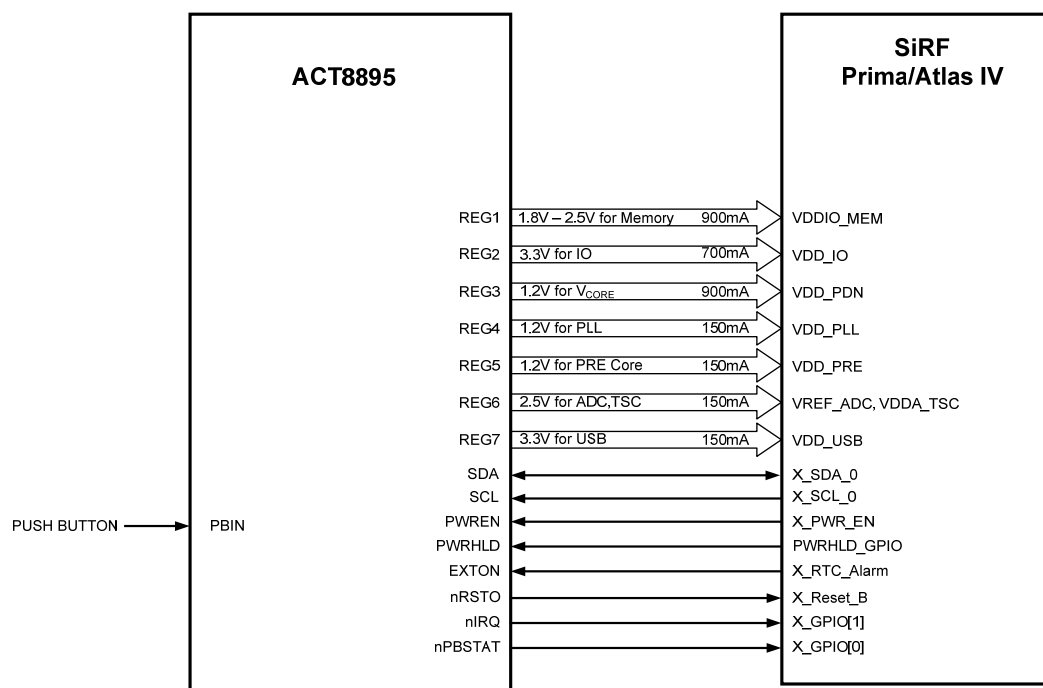 ACT8895
SiRF
Prima/Atlas IV
REG1 1.8V – 2.5V for Memory 900mA VDDIO_MEM
REG2 3.3V for IO 700mA VDD_IO
REG3 1.2V for VCORE 900mA VDD_PDN
REG4 1.2V for PLL 150mA VDD_PLL
REG5 1.2V for PRE Core 150mA VDD_PRE
REG6 2.5V for ADC,TSC 150mA VREF_ADC, VDDA_TSC
REG7 3.3V for USB 150mA VDD_USB
SDA X_SDA_0
SCL X_SCL_0
PUSH BUTTON PBIN PWREN X_PWR_EN
PWRHLD PWRHLD_GPIO
EXTON X_RTC_Alarm
nRSTO X_Reset_B
nIRQ X_GPIO[1]
nPBSTAT X_GPIO[0]